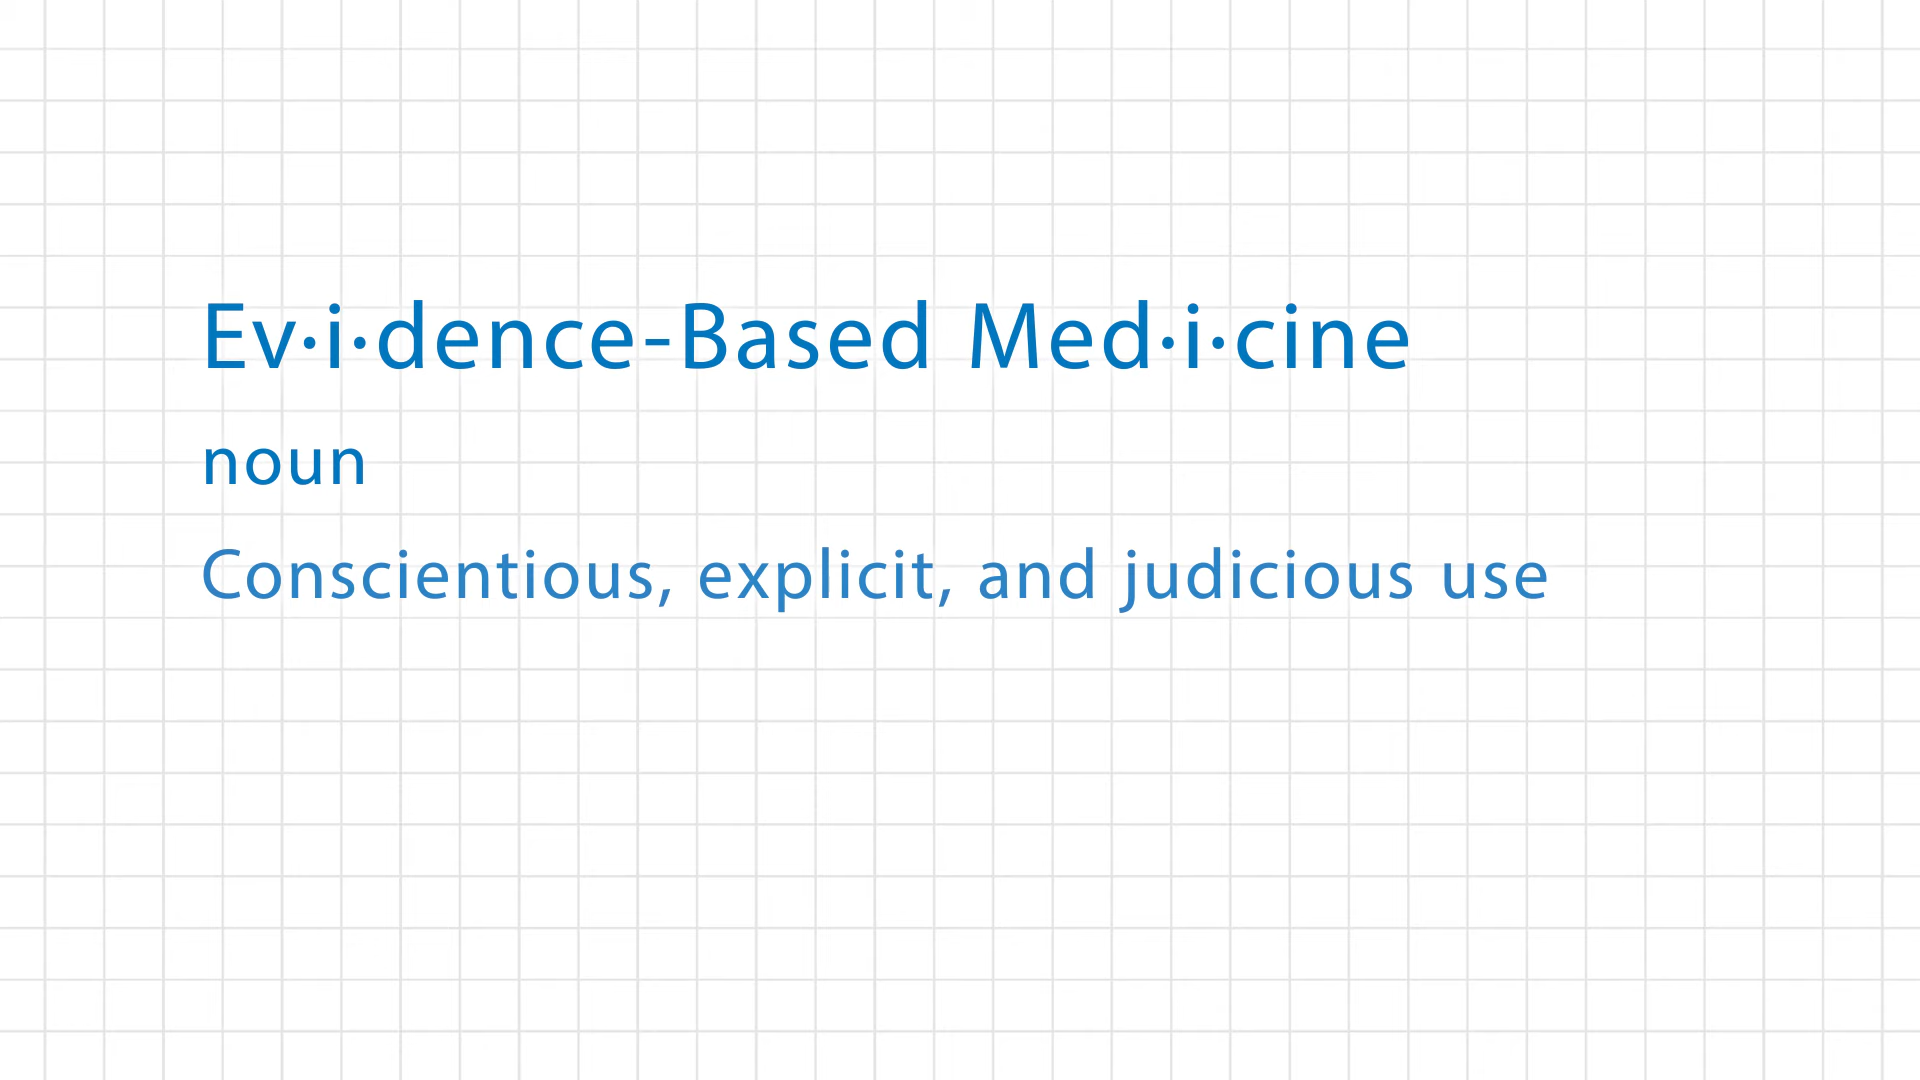 Ev·i·dence-Based Med·i·cine
noun
Conscientious, explicit, and judicious use